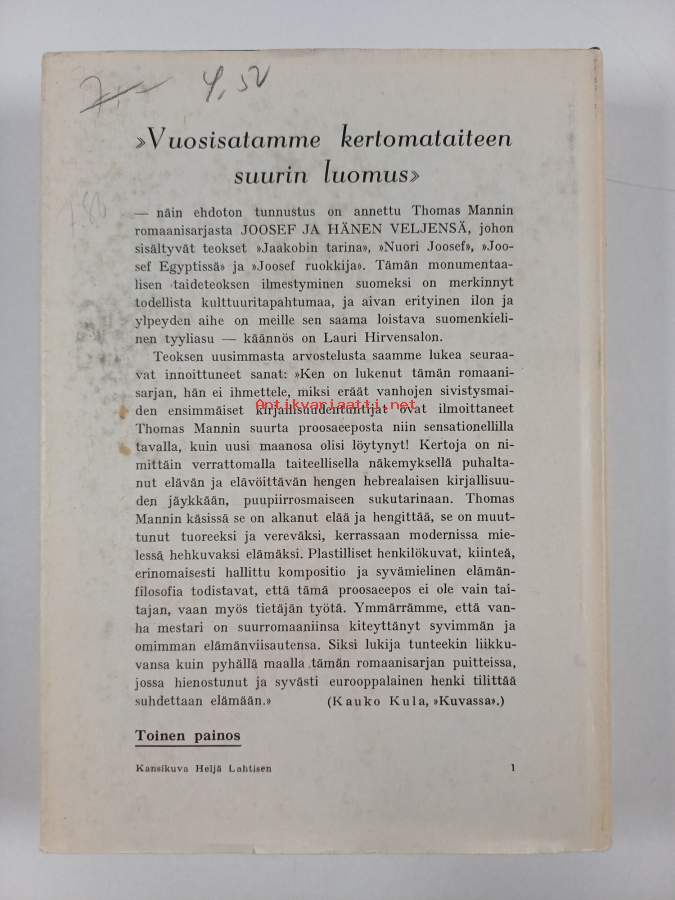 7,-
4,50
»Vuosisatamme kertomataiteen
suurin luomus»
— näin ehdoton tunnustus on annettu Thomas Mannin
romaanisarjasta JOOSEF JA HÄNEN VELJENSÄ, johon
sisältyvät teokset »Jaakobin tarina», »Nuori Joosef», »Joo-
sef Egyptissä» ja »Joosef ruokkija». Tämän monumentaa-
lisen taideteoksen ilmestyminen suomeksi on merkinnyt
todellista kulttuuritapahtumaa, ja aivan erityinen ilon ja
ylpeyden aihe on meille sen saama loistava suomenkieli-
nen tyyliasu — käännös on Lauri Hirvensalon.
Teoksen uusimmasta arvostelusta saamme lukea seuraa-
vat innoittuneet sanat: »Ken on lukenut tämän romaani-
sarjan, hän ei ihmettele, miksi eräät vanhojen sivistysmai-
den ensimmäiset kirjallisuudentuntijat ovat ilmoittaneet
Antikvariaatti.net
Thomas Mannin suurta proosaeeposta niin sensationellilla
tavalla, kuin uusi maanosa olisi löytynyt! Kertoja on ni-
mittäin verrattomalla taiteellisella näkemyksellä puhalta-
nut elävän ja elävöittävän hengen hebrealaisen kirjallisuu-
den jäykkään, puupiirrosmaiseen sukutarinaan. Thomas
Mannin käsissä se on alkanut elää ja hengittää, se on muut-
tunut tuoreeksi ja vereväksi, kerrassaan modernissa mie-
lessä hehkuvaksi elämäksi. Plastilliset henkilökuvat, kiinteä,
erinomaisesti hallittu kompositio ja syvämielinen elämän-
filosofia todistavat, että tämä proosaeepos ei ole vain tai-
tajan, vaan myös tietäjän työtä. Ymmärrämme, että van-
ha mestari on suurromaaniinsa kiteyttänyt syvimmän ja
omimman elämänviisautensa. Siksi lukija tunteekin liikku-
vansa kuin pyhällä maalla tämän romaanisarjan puitteissa,
jossa hienostunut ja syvästi eurooppalainen henki tilittää
suhdettaan elämään.» (Kauko Kula, »Kuvassa».)
Toinen painos
Kansikuva Heljä Lahtisen 1